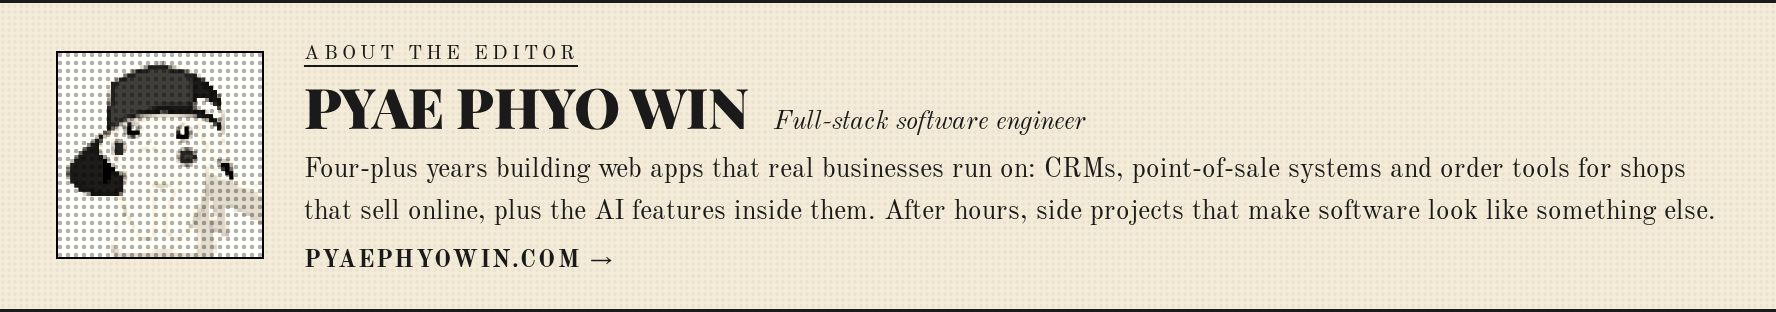 ABOUT THE EDITOR
PYAE PHYO WIN Full-stack software engineer
Four-plus years building web apps that real businesses run on: CRMs, point-of-sale systems and order tools for shops
that sell online, plus the AI features inside them. After hours, side projects that make software look like something else.
PYAEPHYOWIN.COM →